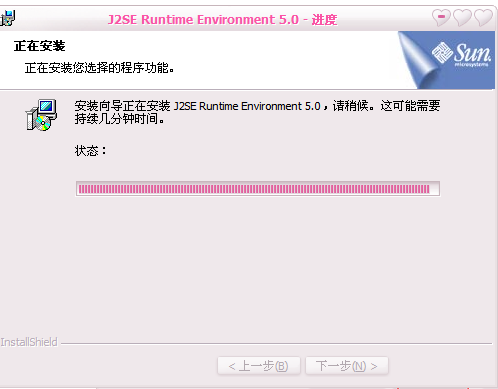 J2SE Runtime Environment 5.0 - 进度
正在安装
正在安装您选择的程序功能。
Sun
microsystems
安装向导正在安装 J2SE Runtime Environment 5.0，请稍候。这可能需要
持续几分钟时间。
状态：
InstallShield
< 上一步(B)
下一步(N) >